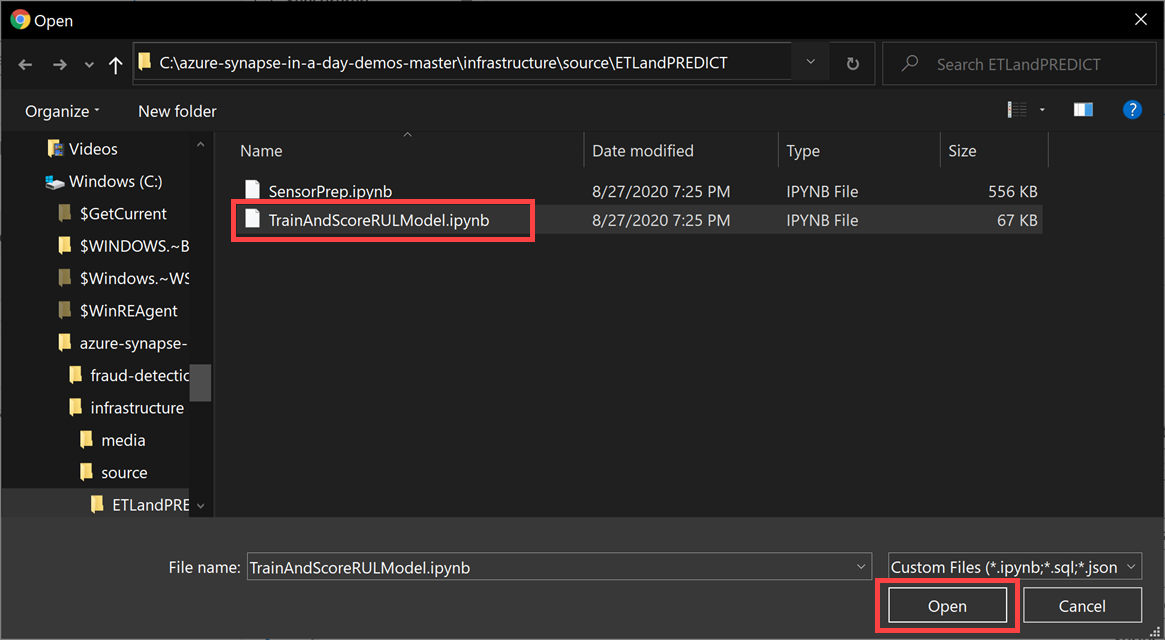 Open
C:\azure-synapse-in-a-day-demos-master\infrastructure\source\ETLandPREDICT
Search ETLandPREDICT
Organize
New folder
?
Videos
Windows (C:)
$GetCurrent
$WINDOWS.~B
$Windows.~WS
$WinREAgent
azure-synapse-
fraud-detectic
infrastructure
media
source
ETLandPRE
Name Date modified Type Size
SensorPrep.ipynb 8/27/2020 7:25 PM IPYNB File 556 KB
TrainAndScoreRULModel.ipynb 8/27/2020 7:25 PM IPYNB File 67 KB
File name: TrainAndScoreRULModel.ipynb Custom Files (*.ipynb;*.sql;*.json
Open Cancel